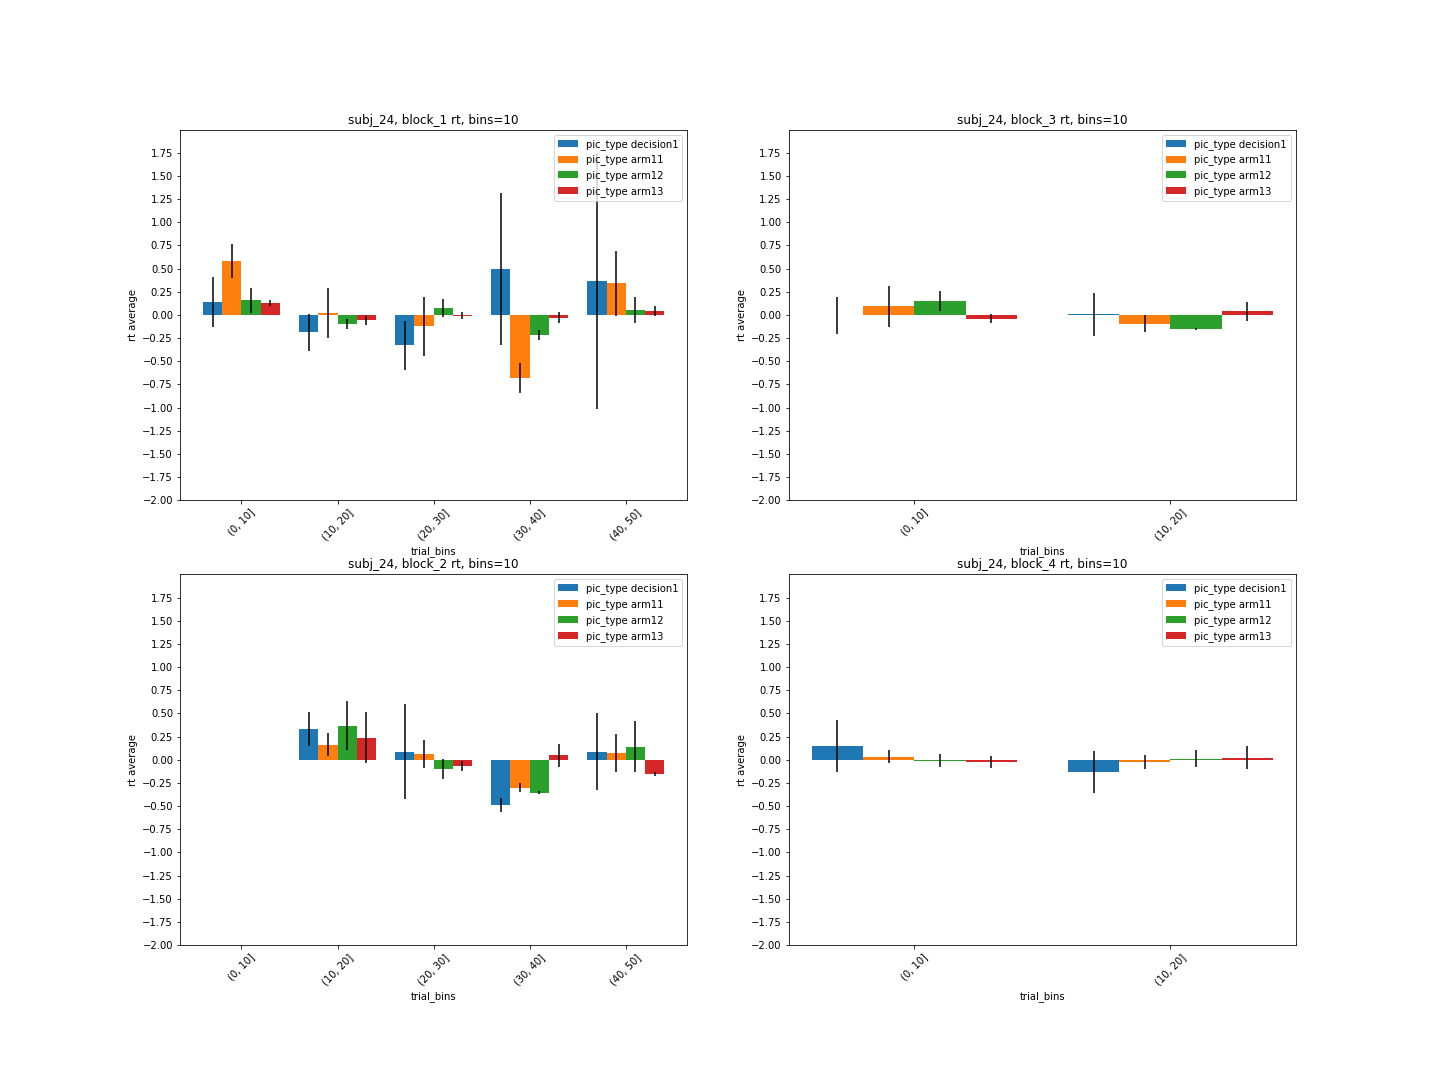 subj_24, block_1 rt, bins=10
pic_type decision1
pic_type arm11
pic_type arm12
pic_type arm13
rt average
1.75
1.50
1.25
1.00
0.75
0.50
0.25
0.00
−0.25
−0.50
−0.75
−1.00
−1.25
−1.50
−1.75
−2.00
(0, 10]
(10, 20]
(20, 30]
(30, 40]
(40, 50]
trial_bins
subj_24, block_3 rt, bins=10
pic_type decision1
pic_type arm11
pic_type arm12
pic_type arm13
rt average
1.75
1.50
1.25
1.00
0.75
0.50
0.25
0.00
−0.25
−0.50
−0.75
−1.00
−1.25
−1.50
−1.75
−2.00
(0, 10]
(10, 20]
trial_bins
subj_24, block_2 rt, bins=10
pic_type decision1
pic_type arm11
pic_type arm12
pic_type arm13
rt average
1.75
1.50
1.25
1.00
0.75
0.50
0.25
0.00
−0.25
−0.50
−0.75
−1.00
−1.25
−1.50
−1.75
−2.00
(0, 10]
(10, 20]
(20, 30]
(30, 40]
(40, 50]
trial_bins
subj_24, block_4 rt, bins=10
pic_type decision1
pic_type arm11
pic_type arm12
pic_type arm13
rt average
1.75
1.50
1.25
1.00
0.75
0.50
0.25
0.00
−0.25
−0.50
−0.75
−1.00
−1.25
−1.50
−1.75
−2.00
(0, 10]
(10, 20]
trial_bins